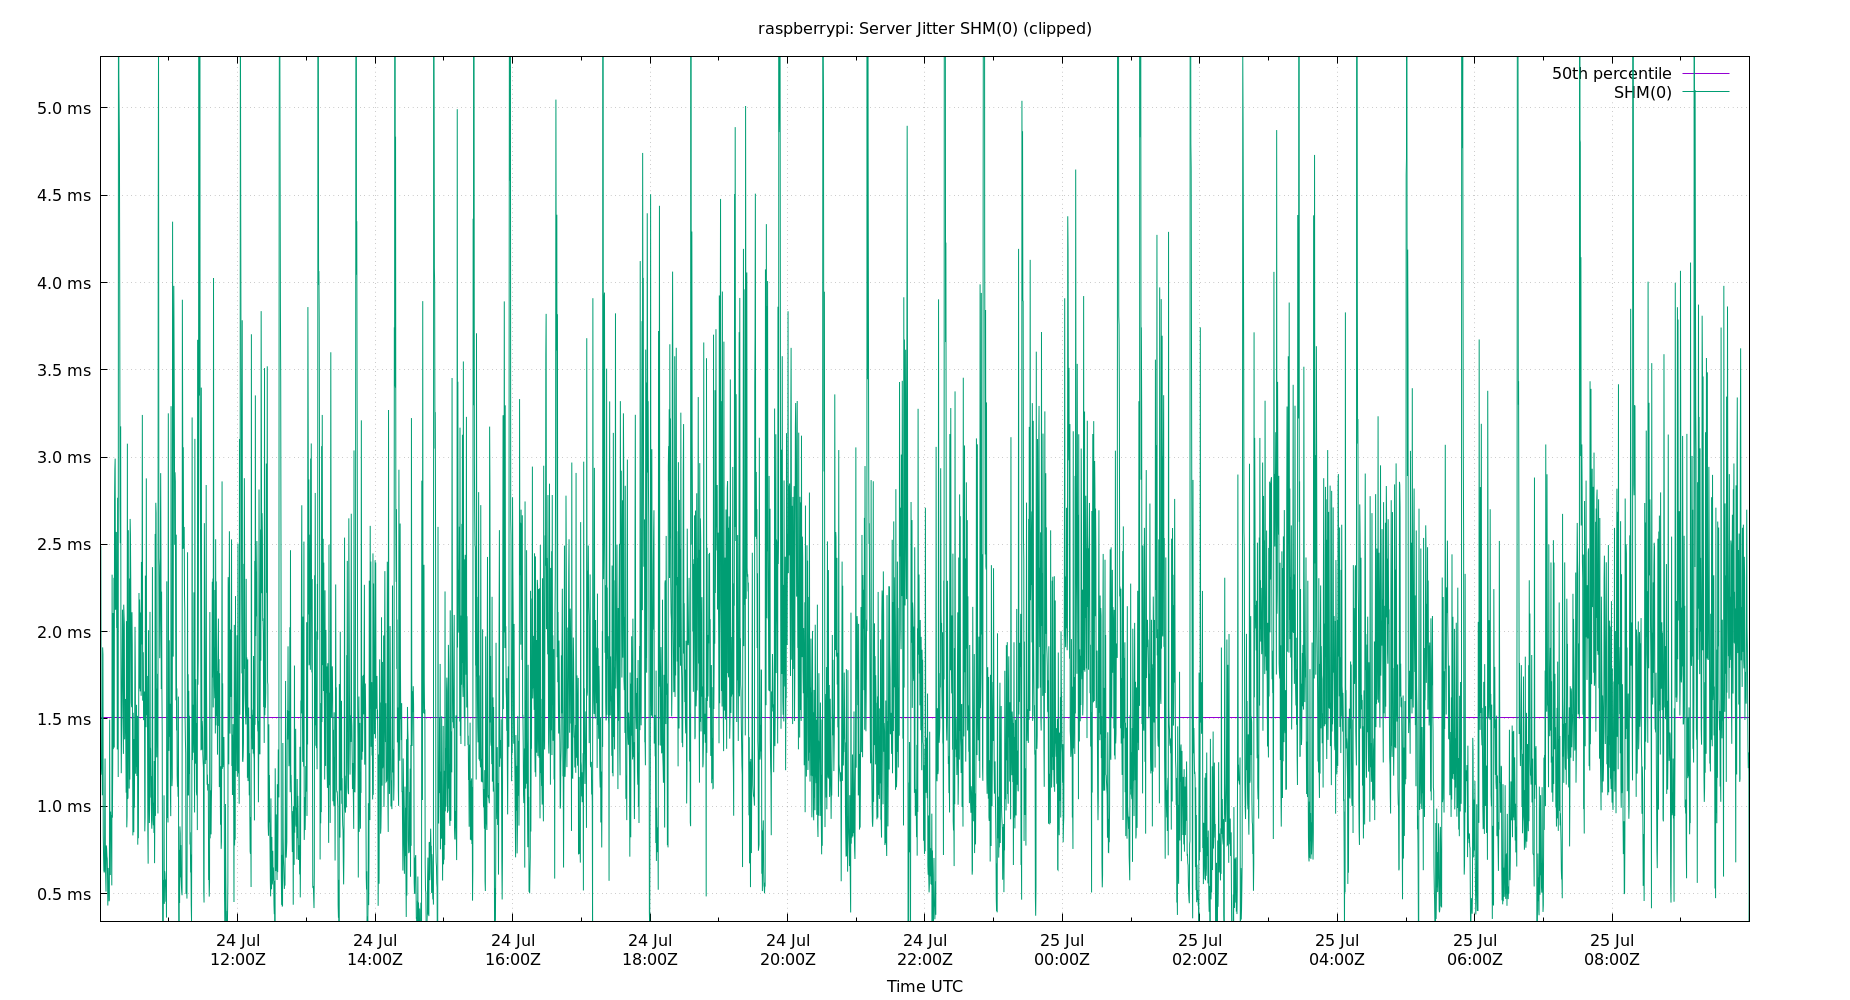 raspberrypi: Server Jitter SHM(0) (clipped)
50th percentile
SHM(0)
5.0 ms
4.5 ms
4.0 ms
3.5 ms
3.0 ms
2.5 ms
2.0 ms
1.5 ms
1.0 ms
0.5 ms
24 Jul 24 Jul 24 Jul 24 Jul 24 Jul 24 Jul 25 Jul 25 Jul 25 Jul 25 Jul 25 Jul
12:00Z 14:00Z 16:00Z 18:00Z 20:00Z 22:00Z 00:00Z 02:00Z 04:00Z 06:00Z 08:00Z
Time UTC